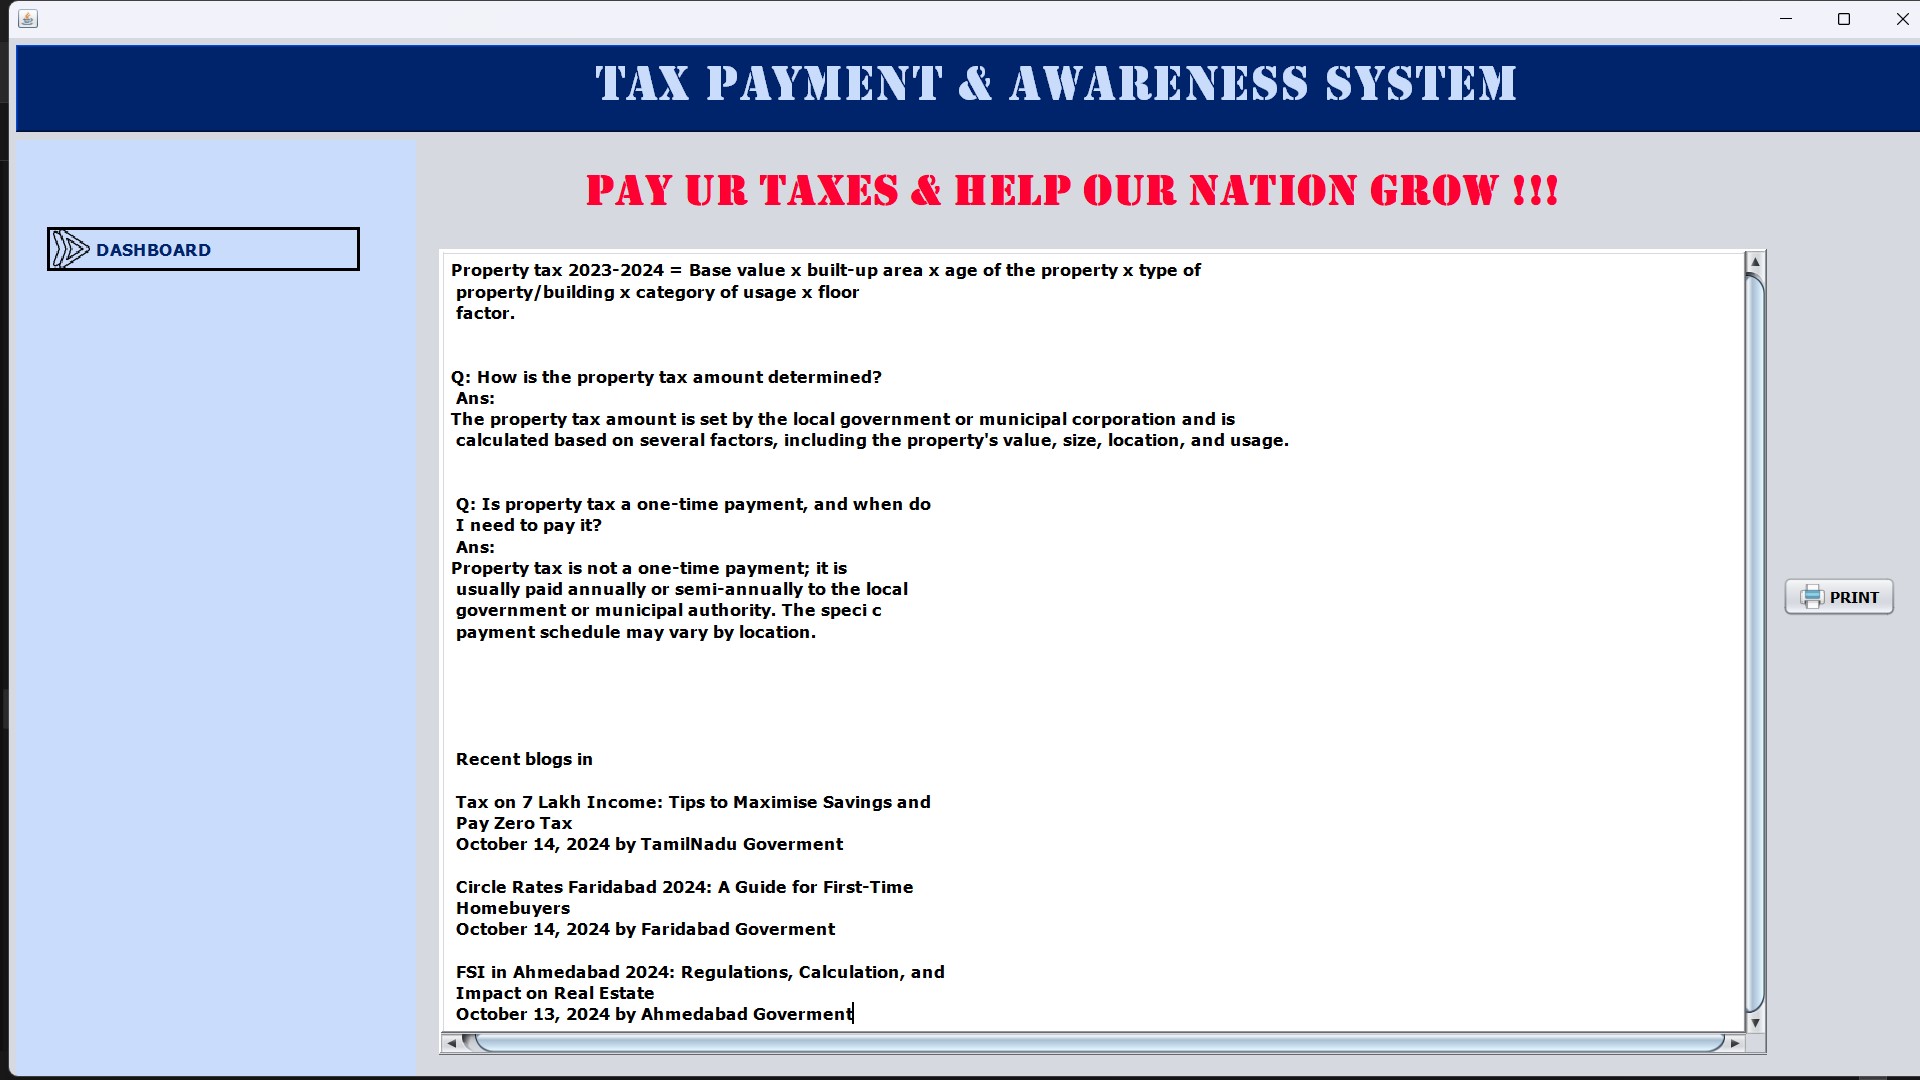 TAX PAYMENT & AWARENESS SYSTEM
PAY UR TAXES & HELP OUR NATION GROW !!!
DASHBOARD
Property tax 2023-2024 = Base value x built-up area x age of the property x type of
property/building x category of usage x floor
factor.
Q: How is the property tax amount determined?
Ans:
The property tax amount is set by the local government or municipal corporation and is
calculated based on several factors, including the property's value, size, location, and usage.
Q: Is property tax a one-time payment, and when do
I need to pay it?
Ans:
Property tax is not a one-time payment; it is
usually paid annually or semi-annually to the local
government or municipal authority. The speci c
payment schedule may vary by location.
Recent blogs in
Tax on 7 Lakh Income: Tips to Maximise Savings and
Pay Zero Tax
October 14, 2024 by TamilNadu Goverment
Circle Rates Faridabad 2024: A Guide for First-Time
Homebuyers
October 14, 2024 by Faridabad Goverment
FSI in Ahmedabad 2024: Regulations, Calculation, and
Impact on Real Estate
October 13, 2024 by Ahmedabad Goverment
PRINT